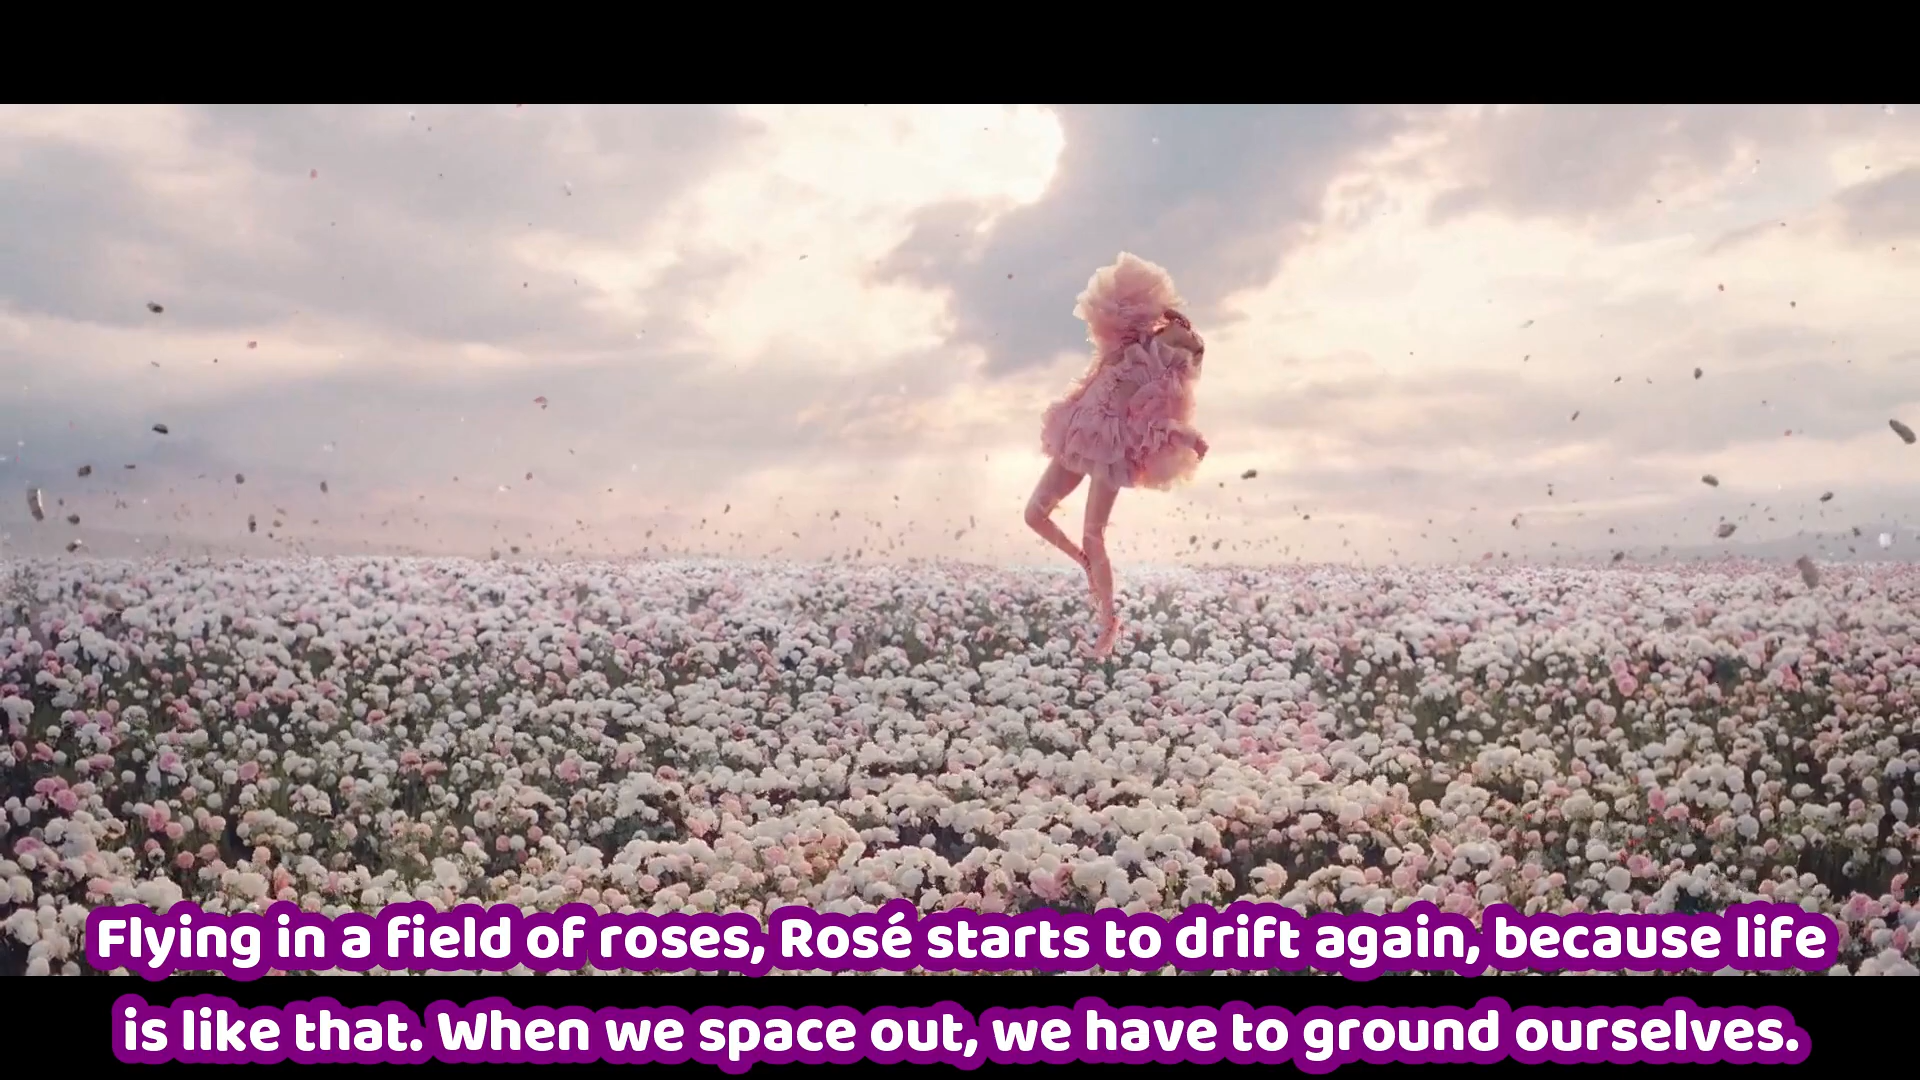 Flying in a field of roses, Rosé starts to drift again, because life
is like that. When we space out, we have to ground ourselves.